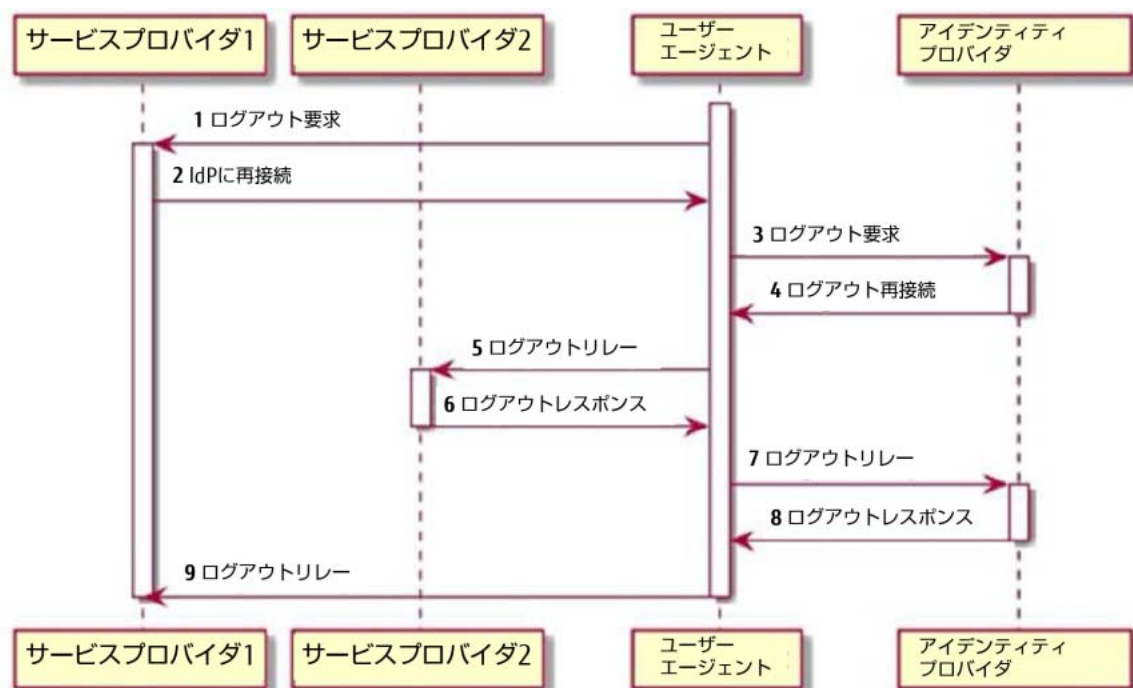 サービスプロバイダ1
サービスプロバイダ2
ユーザー
エージェント
アイデンティティ
プロバイダ
1 ログアウト要求
2 IdPに再接続
3 ログアウト要求
4 ログアウト再接続
5 ログアウトリレー
6 ログアウトレスポンス
7 ログアウトリレー
8 ログアウトレスポンス
9 ログアウトリレー
サービスプロバイダ1
サービスプロバイダ2
ユーザー
エージェント
アイデンティティ
プロバイダ